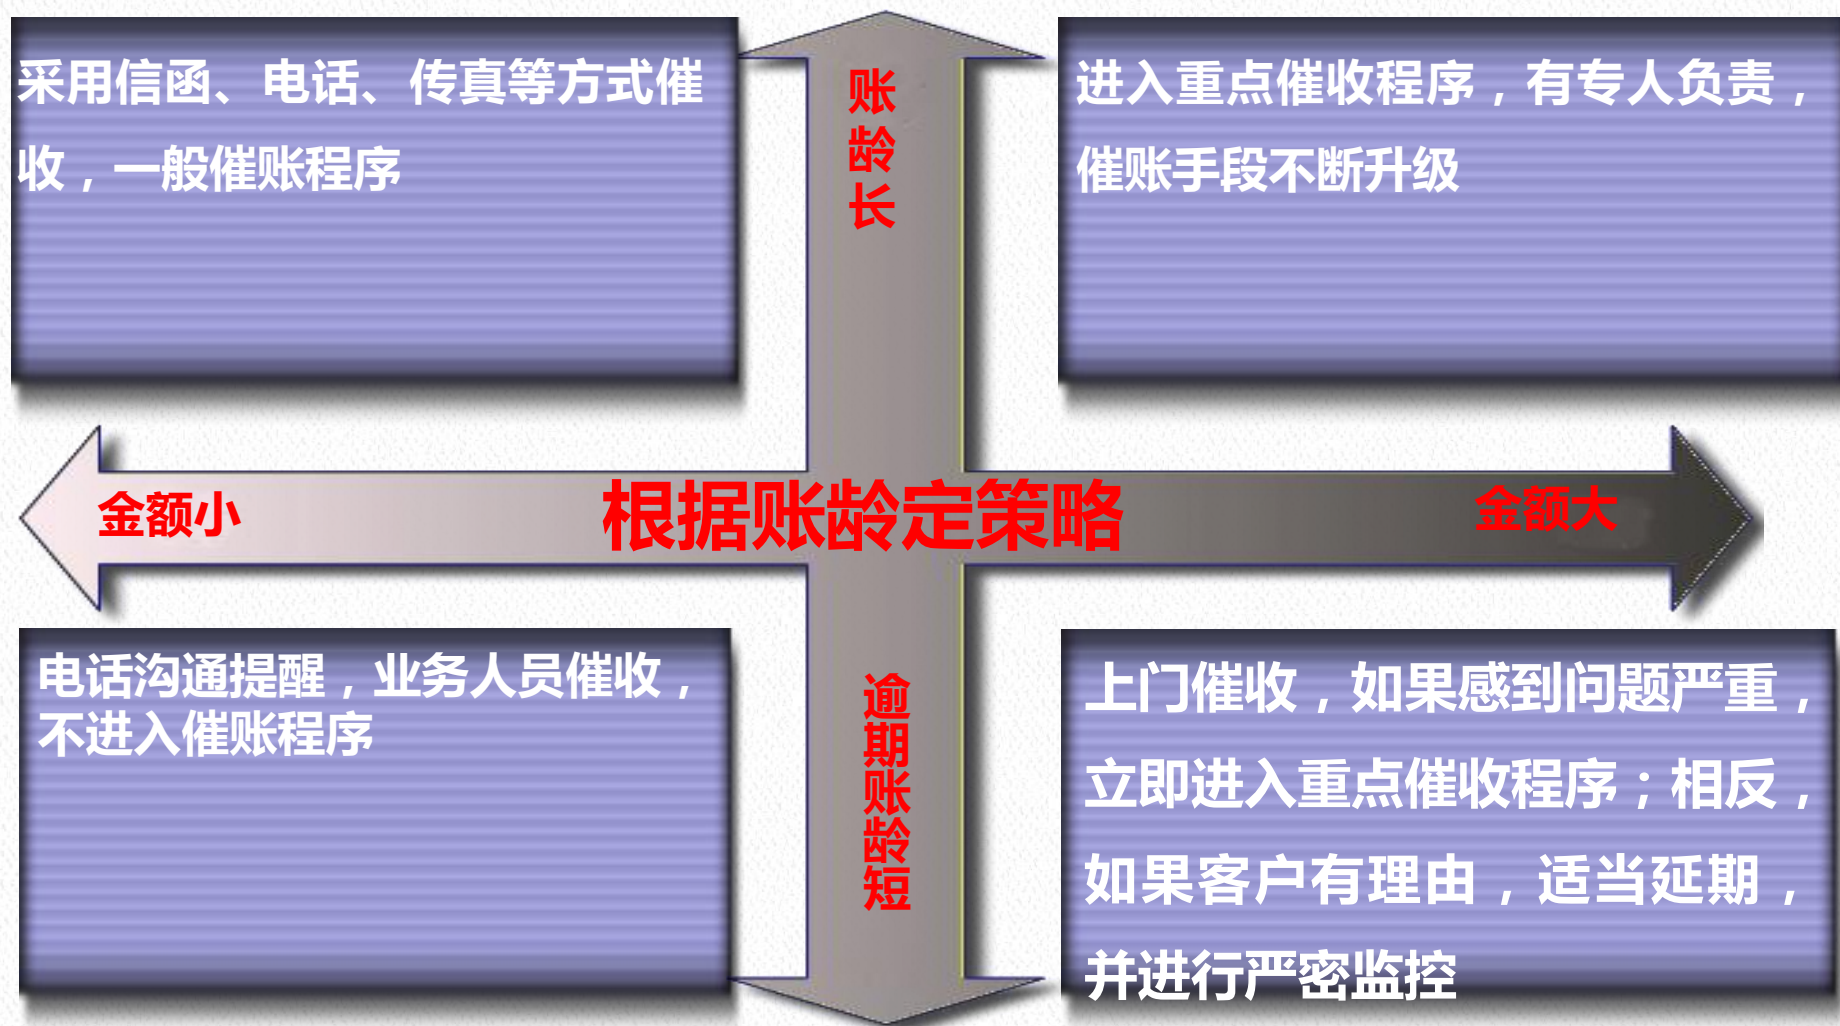 采用信函、电话、传真等方式催
收，一般催账程序
账龄长
进入重点催收程序，有专人负责，
催账手段不断升级
金额小
根据账龄定策略
金额大
电话沟通提醒，业务人员催收，
不进入催账程序
逾期账龄短
上门催收，如果感到问题严重，
立即进入重点催收程序；相反，
如果客户有理由，适当延期，
并进行严密监控